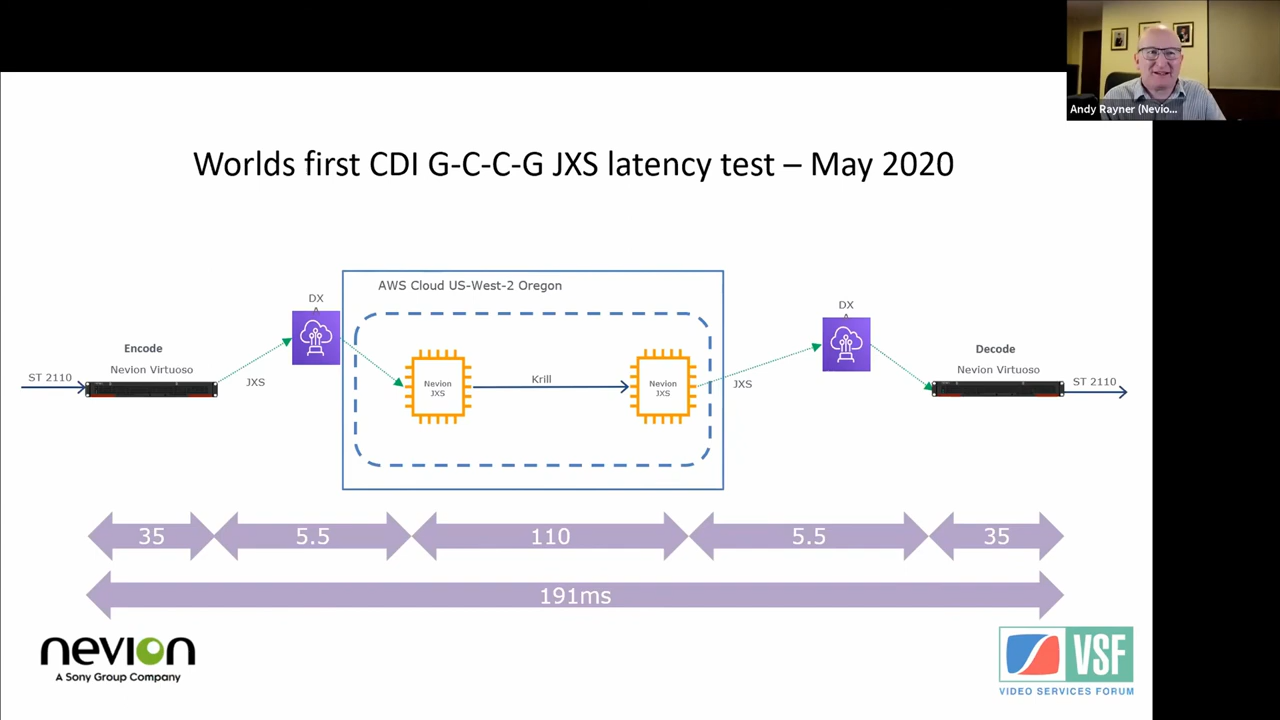 Andy Rayner (Nevio...
Worlds first CDI G-C-C-G JXS latency test – May 2020
AWS Cloud US-West-2 Oregon
DX
DX
Encode
Nevion Virtuoso
ST 2110
JXS
Nevion
JXS
Krill
Nevion
JXS
JXS
Decode
Nevion Virtuoso
ST 2110
35
5.5
110
5.5
35
191ms
nevion
A Sony Group Company
VSF
VIDEO SERVICES FORUM